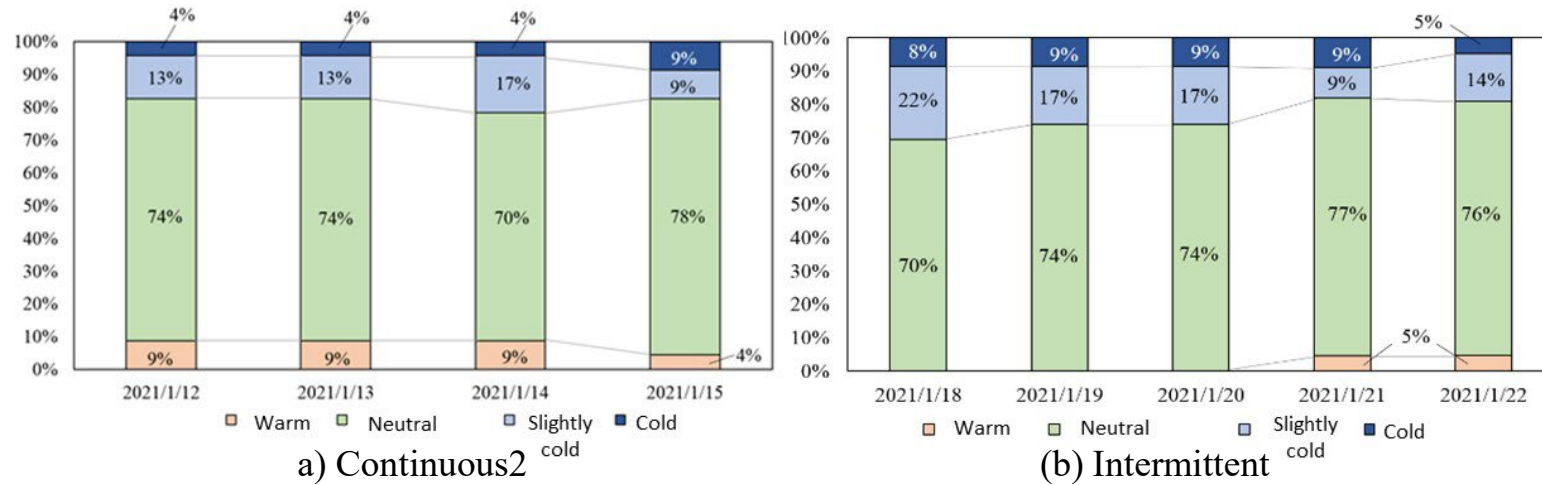 4% 4% 4%
100%
90%
80%
70%
60%
50%
40%
30%
20%
10%
0%
13% 13% 17% 9%
9%
74% 74% 70% 78%
9% 9% 9% 4%
2021/1/12 2021/1/13 2021/1/14 2021/1/15
Warm Neutral Slightly cold Cold
a) Continuous2
5%
100%
90%
80%
70%
60%
50%
40%
30%
20%
10%
0%
8% 9% 9% 9%
22% 17% 17% 9% 14%
70% 74% 74% 77% 76%
5%
2021/1/18 2021/1/19 2021/1/20 2021/1/21 2021/1/22
Warm Neutral Slightly cold Cold
(b) Intermittent